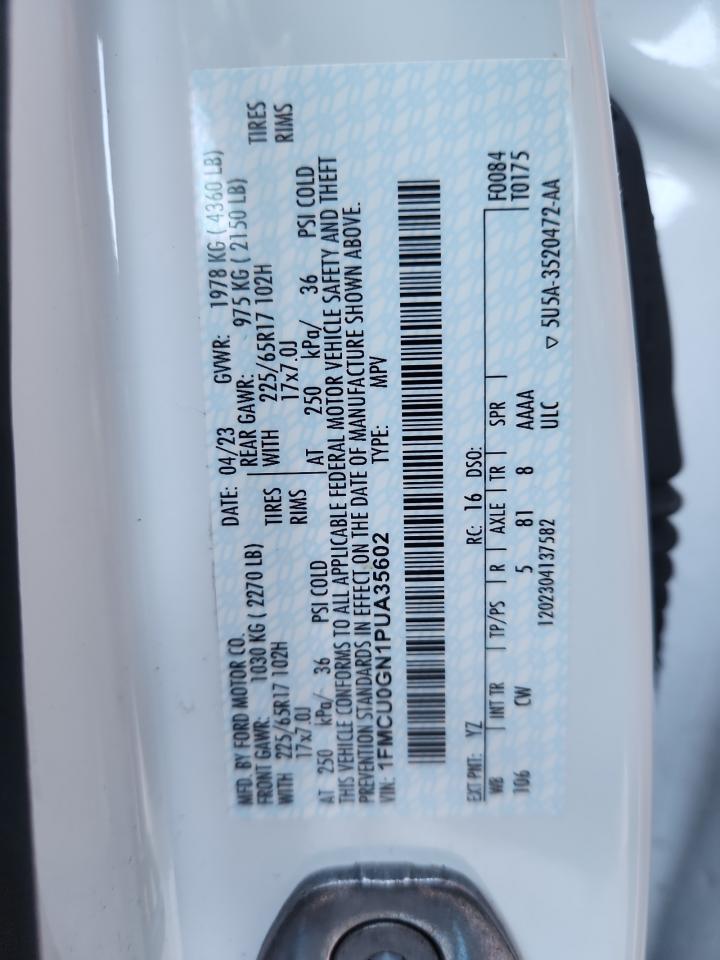 MFD. BY FORD MOTOR CO. DATE: 04/23 GVWR: 1978 KG ( 4360 LB)
FRONT GAWR: 1030 KG ( 2270 LB) REAR GAWR: 975 KG ( 2150 LB)
WITH 225/65R17 102H TIRES WITH 225/65R17 102H TIRES
17x7.0J RIMS 17x7.0J RIMS
AT 250 kPa/ 36 PSI COLD AT 250 kPa/ 36 PSI COLD
THIS VEHICLE CONFORMS TO ALL APPLICABLE FEDERAL MOTOR VEHICLE SAFETY AND THEFT
PREVENTION STANDARDS IN EFFECT ON THE DATE OF MANUFACTURE SHOWN ABOVE.
VIN: 1FMCU0GN1PUA35602 TYPE: MPV
EXT PNT: YZ RC: 16 DSO: F0084
WB INT TR TP/PS R AXLE TR SPR T0175
106 CW 5 81 8 AAAA
1202304137582 ULC ▽ 5U5A-3520472-AA